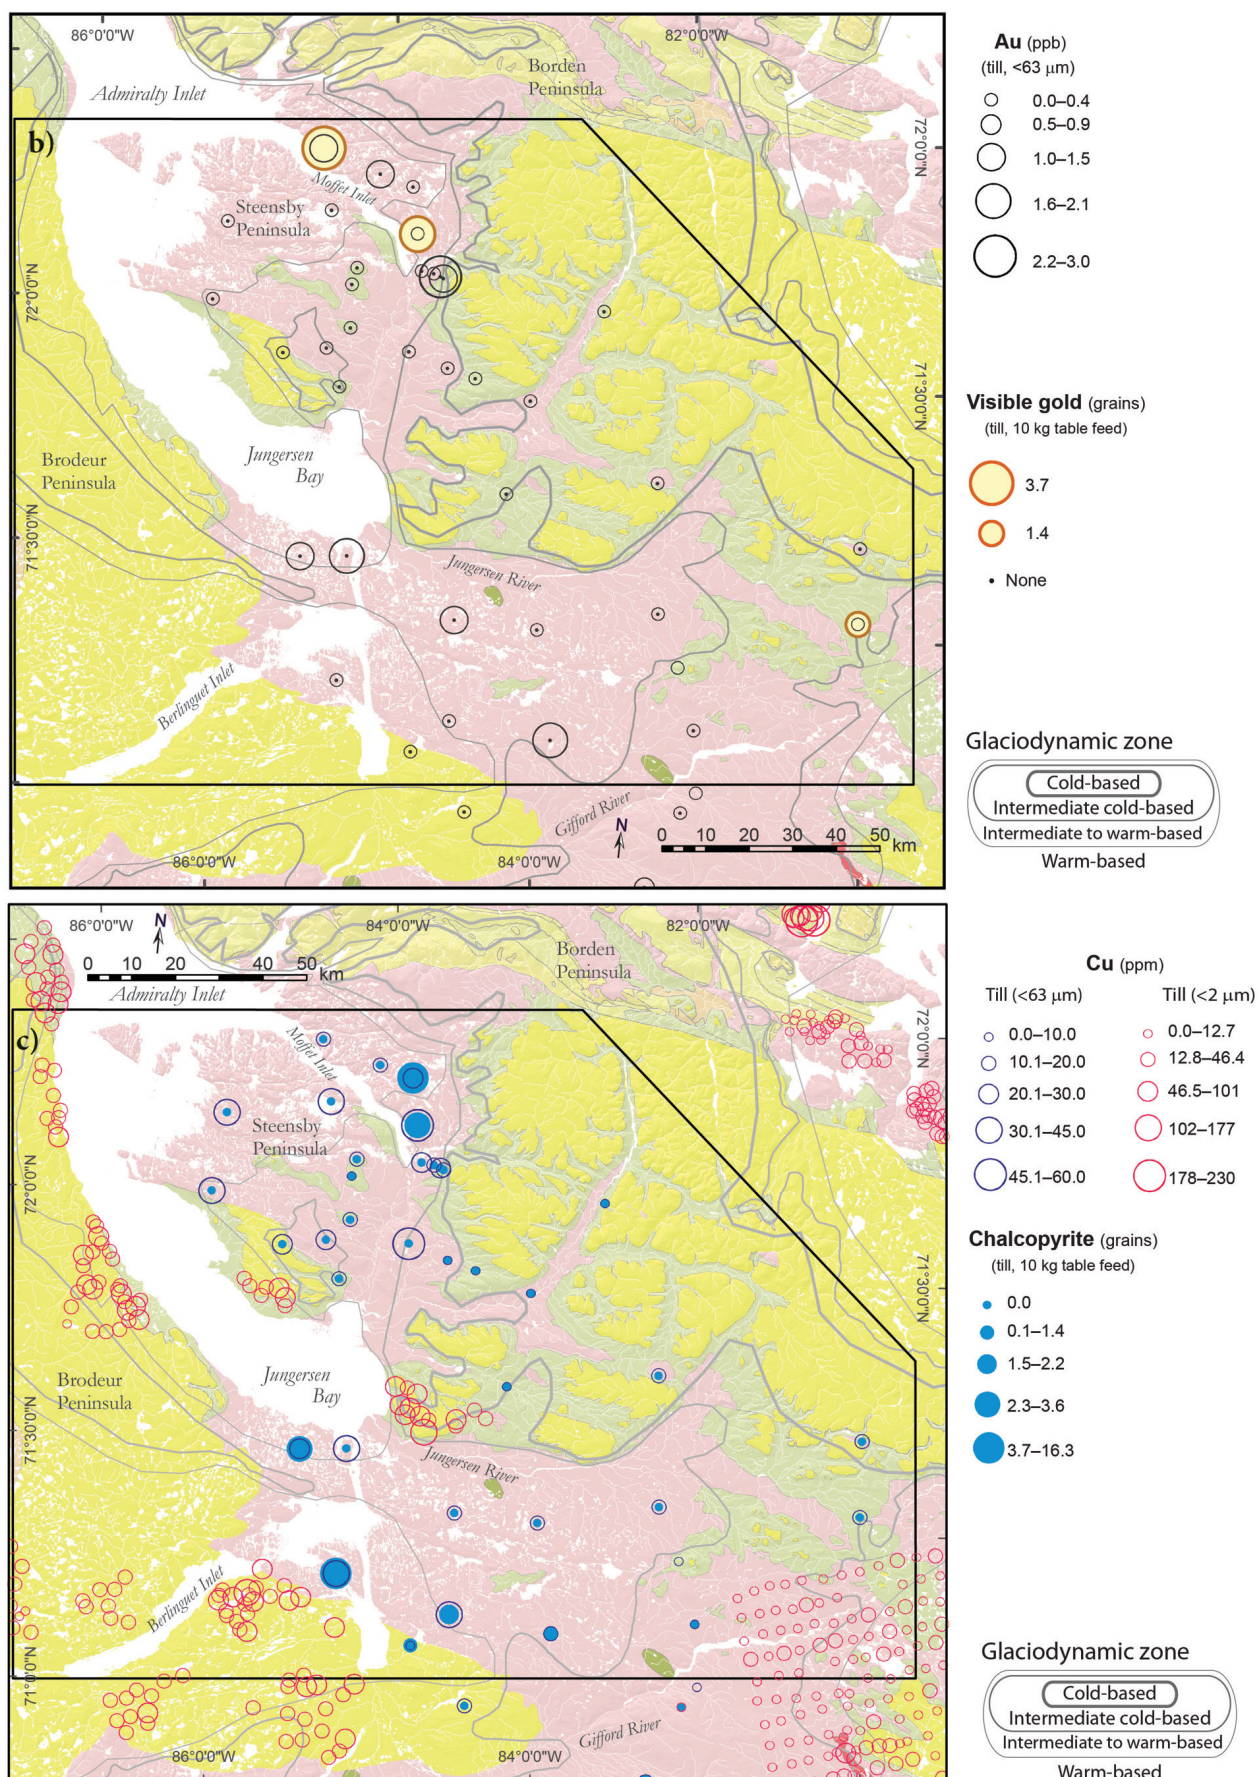 86°0'0"W
82°0'0"W
Borden
Peninsula
Admiralty Inlet
b)
72°0'0"N
Moffet Inlet
Steensby
Peninsula
72°0'0"N
71°30'0"N
Jungersen
Bay
Brodeur
Peninsula
71°30'0"N
Jungersen River
Berlinguet Inlet
Gifford River
N
0 10 20 30 40 50 km
86°0'0"W
84°0'0"W
Au (ppb)
(till, <63 μm)
0.0–0.4
0.5–0.9
1.0–1.5
1.6–2.1
2.2–3.0
Visible gold (grains)
(till, 10 kg table feed)
3.7
1.4
None
Glaciodynamic zone
Cold-based
Intermediate cold-based
Intermediate to warm-based
Warm-based
86°0'0"W
N
84°0'0"W
82°0'0"W
Borden
Peninsula
0 10 20 30 40 50 km
Admiralty Inlet
c)
72°0'0"N
Moffet Inlet
Steensby
Peninsula
72°0'0"N
71°30'0"N
Jungersen
Bay
Brodeur
Peninsula
71°30'0"N
Jungersen River
Berlinguet Inlet
71°0'0"N
Gifford River
86°0'0"W
84°0'0"W
Cu (ppm)
Till (<63 μm) Till (<2 μm)
0.0–10.0 0.0–12.7
10.1–20.0 12.8–46.4
20.1–30.0 46.5–101
30.1–45.0 102–177
45.1–60.0 178–230
Chalcopyrite (grains)
(till, 10 kg table feed)
0.0
0.1–1.4
1.5–2.2
2.3–3.6
3.7–16.3
Glaciodynamic zone
Cold-based
Intermediate cold-based
Intermediate to warm-based
Warm-based